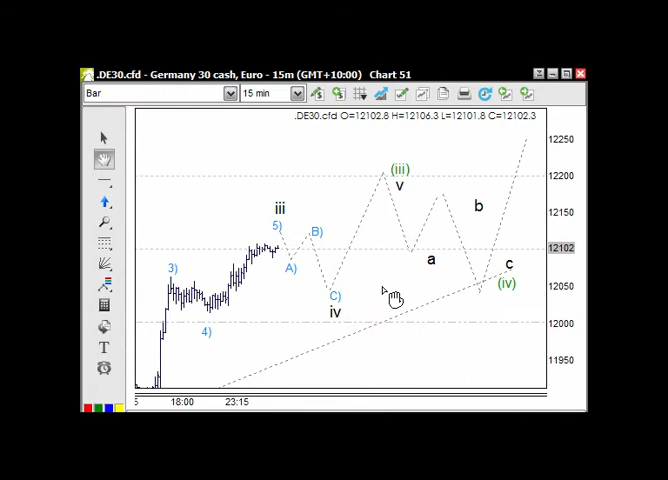 .DE30.cfd - Germany 30 cash, Euro - 15m (GMT+10:00) Chart 51
Bar 15 min
.DE30.cfd O=12102.8 H=12106.3 L=12101.8 C=12102.3
12250
12200
12150
12102
12050
12000
11950
(iii)
v
iii
5)
B)
b
a
3)
A)
c
C)
(iv)
iv
4)
T
5 18:00 23:15